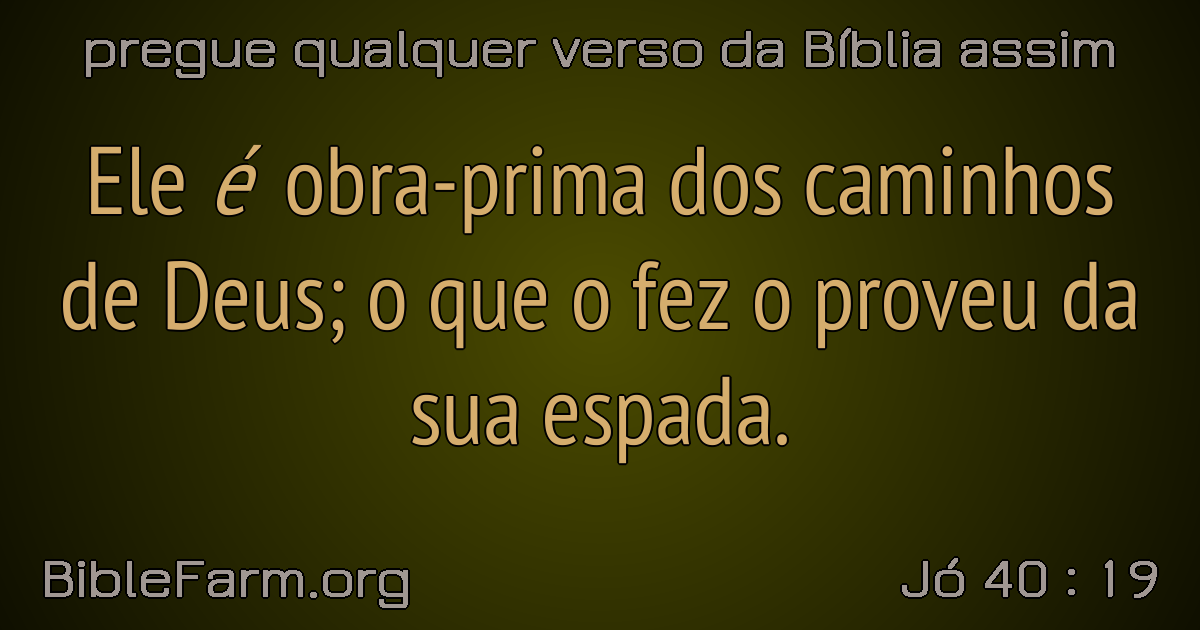 pregue qualquer verso da Bíblia assim
Ele é obra-prima dos caminhos
de Deus; o que o fez o proveu da
sua espada.
BibleFarm.org
Jó 40 : 19